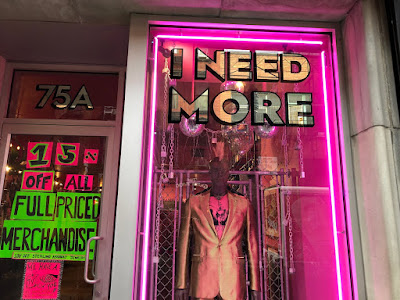 I NEED
MORE
75A
15%
OFF ALL
FULL PRICED
MERCHANDISE